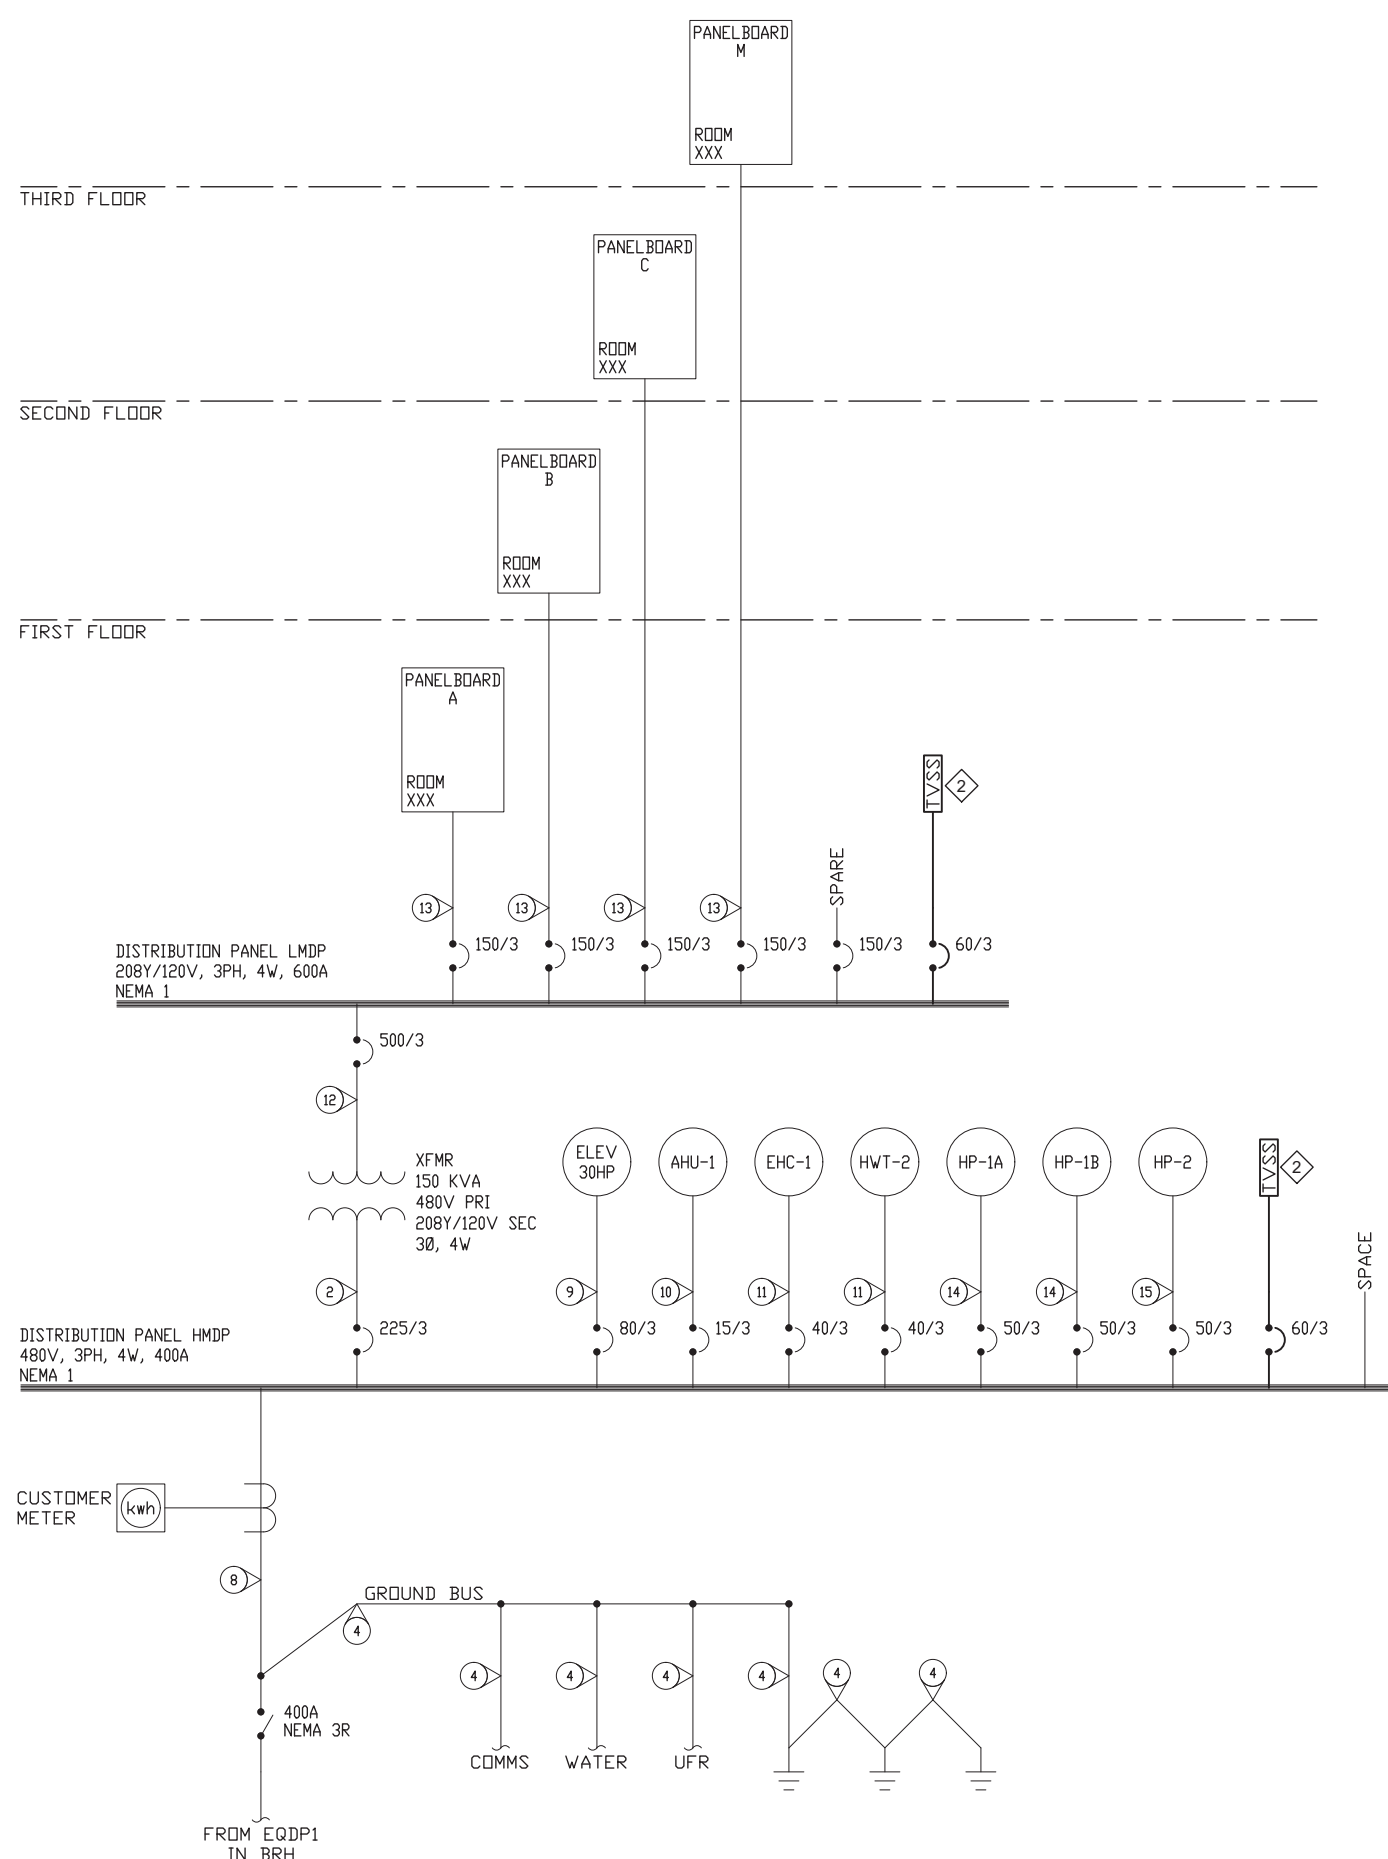 PANELBOARD
M
ROOM
XXX
THIRD FLOOR
PANELBOARD
C
ROOM
XXX
SECOND FLOOR
PANELBOARD
B
ROOM
XXX
FIRST FLOOR
PANELBOARD
A
ROOM
XXX
TVSS
2
SPARE
13
13
13
13
150/3
150/3
150/3
150/3
150/3
60/3
DISTRIBUTION PANEL LMDP
208Y/120V, 3PH, 4W, 600A
NEMA 1
500/3
12
XFMR
150 KVA
480V PRI
208Y/120V SEC
3Ø, 4W
ELEV
30HP
AHU-1
EHC-1
HWT-2
HP-1A
HP-1B
HP-2
TVSS
2
SPACE
2
9
10
11
11
14
14
15
225/3
80/3
15/3
40/3
40/3
50/3
50/3
50/3
60/3
DISTRIBUTION PANEL HMDP
480V, 3PH, 4W, 400A
NEMA 1
CUSTOMER
METER
kwh
8
GROUND BUS
4
4
4
4
4
4
4
400A
NEMA 3R
COMMS
WATER
UFR
FROM EQDP1
IN BRH